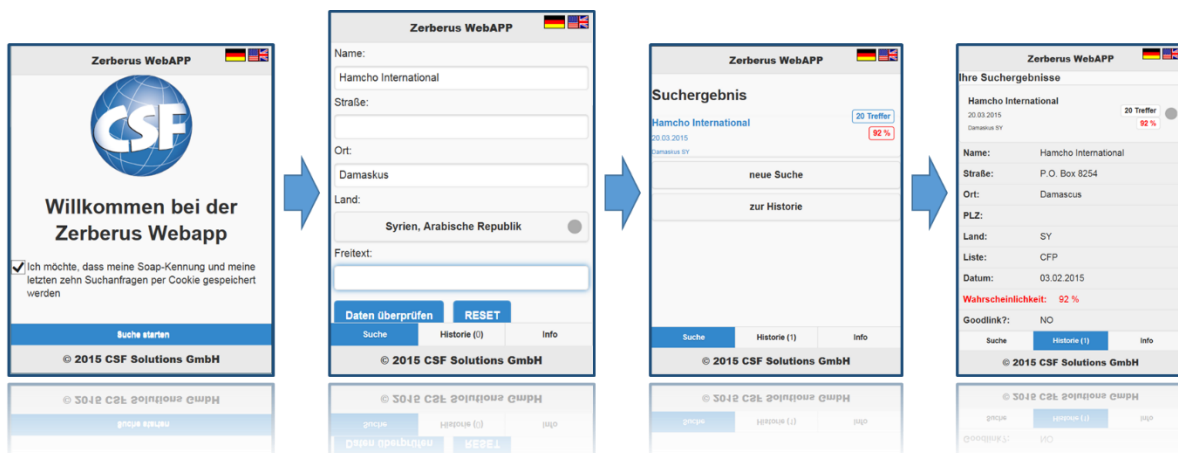 Zerberus WebAPP
CSF
Willkommen bei der
Zerberus Webapp
Ich möchte, dass meine Soap-Kennung und meine
letzten zehn Suchanfragen per Cookie gespeichert
werden
Suche starten
© 2015 CSF Solutions GmbH
Zerberus WebAPP
Name:
Hamcho International
Straße:
Ort:
Damaskus
Land:
Syrien, Arabische Republik
Freitext:
Daten überprüfen RESET
Suche Historie (0) Info
© 2015 CSF Solutions GmbH
Zerberus WebAPP
Suchergebnis
Hamcho International 20 Treffer
20.03.2015 92 %
Damaskus SY
neue Suche
zur Historie
Suche Historie (1) Info
© 2015 CSF Solutions GmbH
Zerberus WebAPP
Ihre Suchergebnisse
Hamcho International
20.03.2015 20 Treffer
Damaskus SY 92 %
Name: Hamcho International
Straße: P.O. Box 8254
Ort: Damascus
PLZ:
Land: SY
Liste: CFP
Datum: 03.02.2015
Wahrscheinlichkeit: 92 %
Goodlink?: NO
Suche Historie (1) Info
© 2015 CSF Solutions GmbH